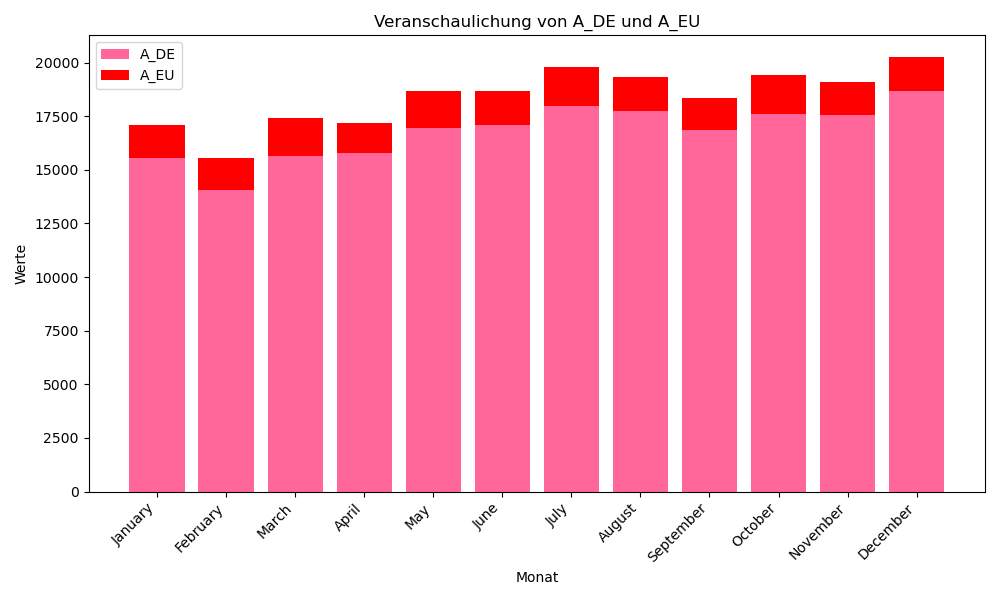 Veranschaulichung von A_DE und A_EU
A_DE
A_EU
20000
17500
15000
12500
10000
7500
5000
2500
0
Werte
January
February
March
April
May
June
July
August
September
October
November
December
Monat